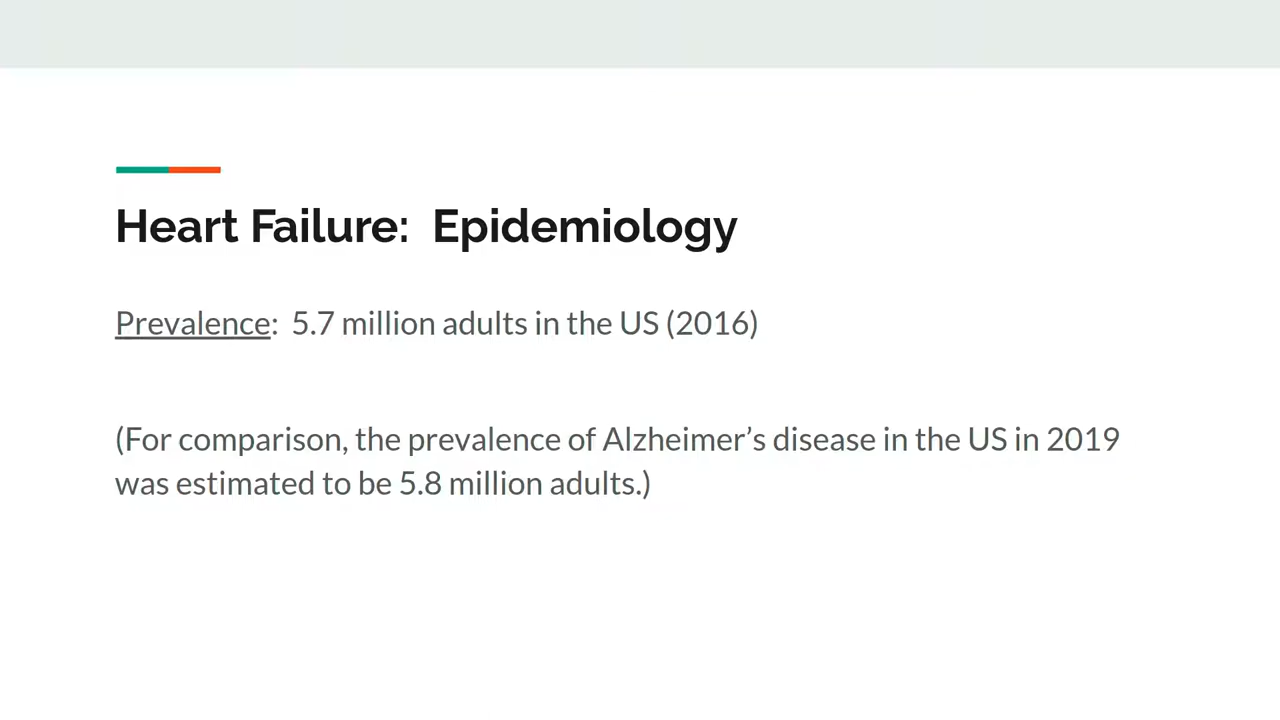 Heart Failure:  Epidemiology
Prevalence:  5.7 million adults in the US (2016)
(For comparison, the prevalence of Alzheimer’s disease in the US in 2019
was estimated to be 5.8 million adults.)